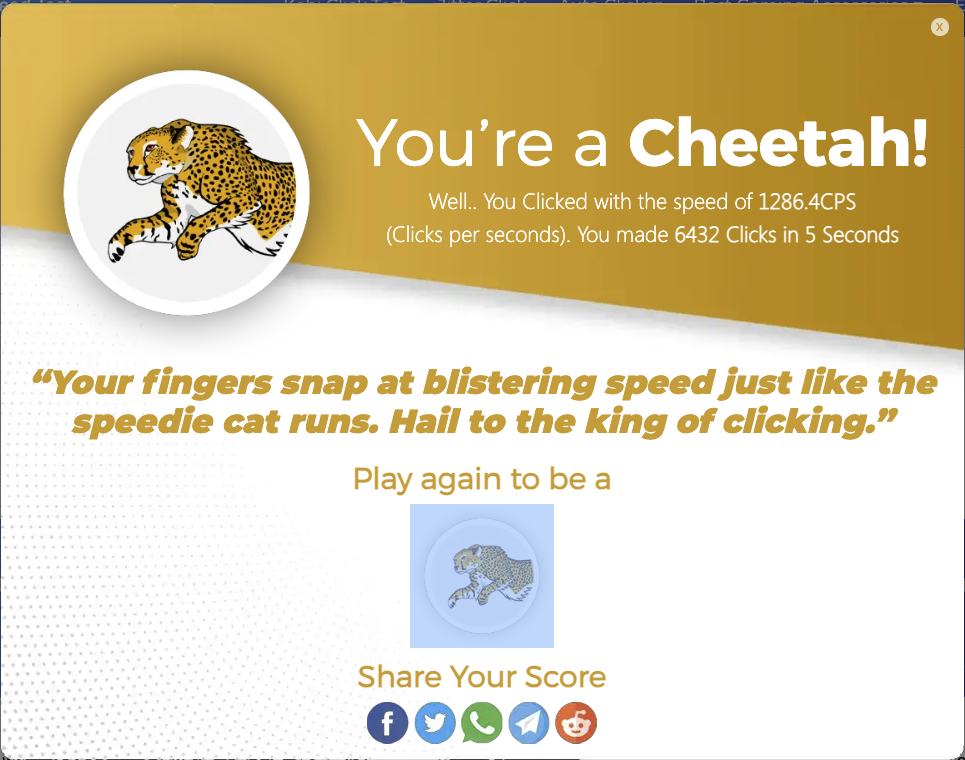 x
You're a Cheetah!
Well.. You Clicked with the speed of 1286.4CPS
(Clicks per seconds). You made 6432 Clicks in 5 Seconds
“Your fingers snap at blistering speed just like the
speedie cat runs. Hail to the king of clicking.”
Play again to be a
Share Your Score